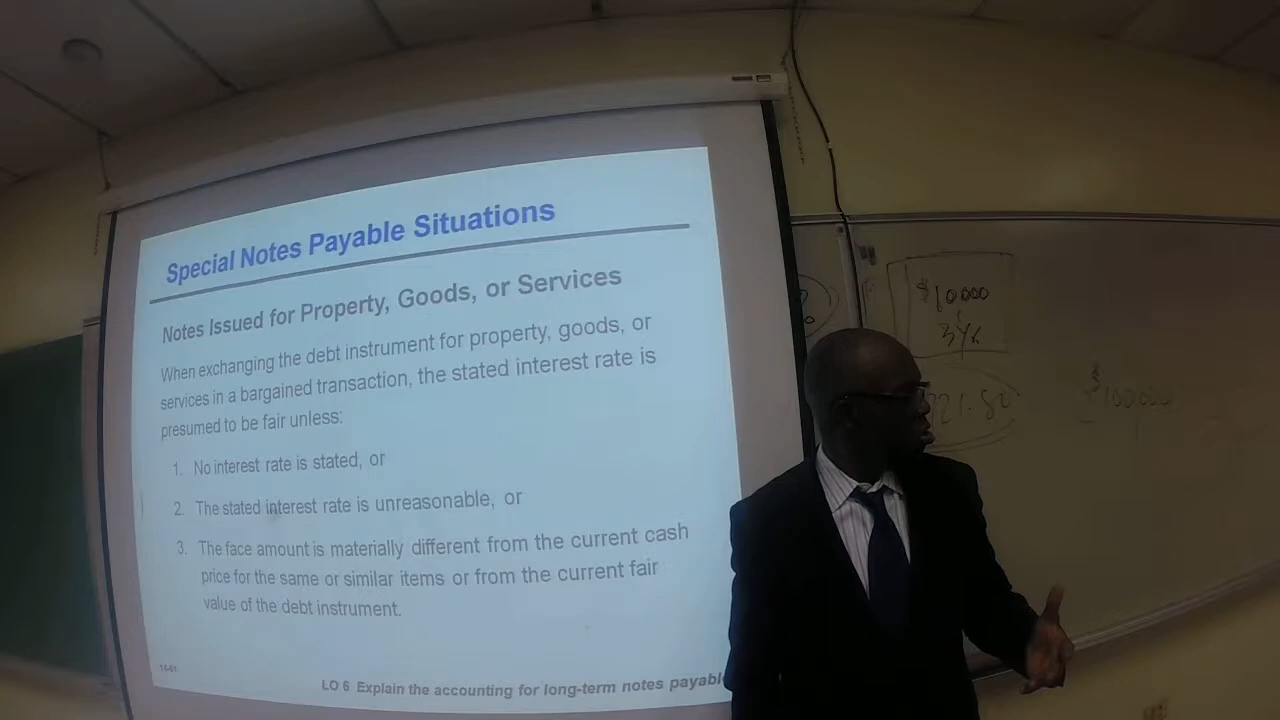 Special Notes Payable Situations
Notes Issued for Property, Goods, or Services
When exchanging the debt instrument for property, goods, or
services in a bargained transaction, the stated interest rate is
presumed to be fair unless:
1. No interest rate is stated, or
2. The stated interest rate is unreasonable, or
3. The face amount is materially different from the current cash
price for the same or similar items or from the current fair
value of the debt instrument.
LO 6 Explain the accounting for long-term notes payable
$10000
$100000